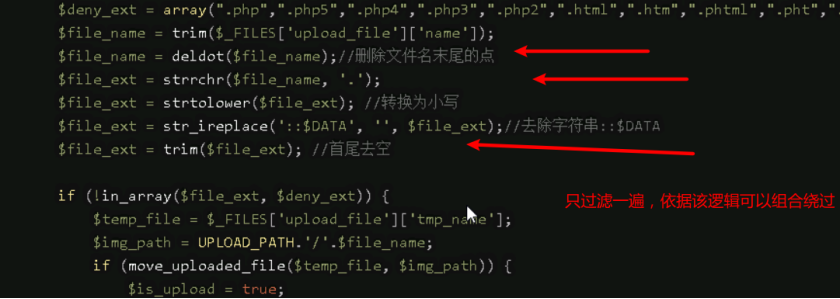 $deny_ext = array(".php",".php5",".php4",".php3",".php2",".html",".htm",".phtml",".pht",".
$file_name = trim($_FILES['upload_file']['name']);
$file_name = deldot($file_name);//删除文件名末尾的点
$file_ext = strrchr($file_name, '.');
$file_ext = strtolower($file_ext); //转换为小写
$file_ext = str_ireplace('::$DATA', '', $file_ext);//去除字符串::$DATA
$file_ext = trim($file_ext); //首尾去空
if (!in_array($file_ext, $deny_ext)) {
只过滤一遍，依据该逻辑可以组合绕过
$temp_file = $_FILES['upload_file']['tmp_name'];
$img_path = UPLOAD_PATH.'/'.$file_name;
if (move_uploaded_file($temp_file, $img_path)) {
$is_upload = true;